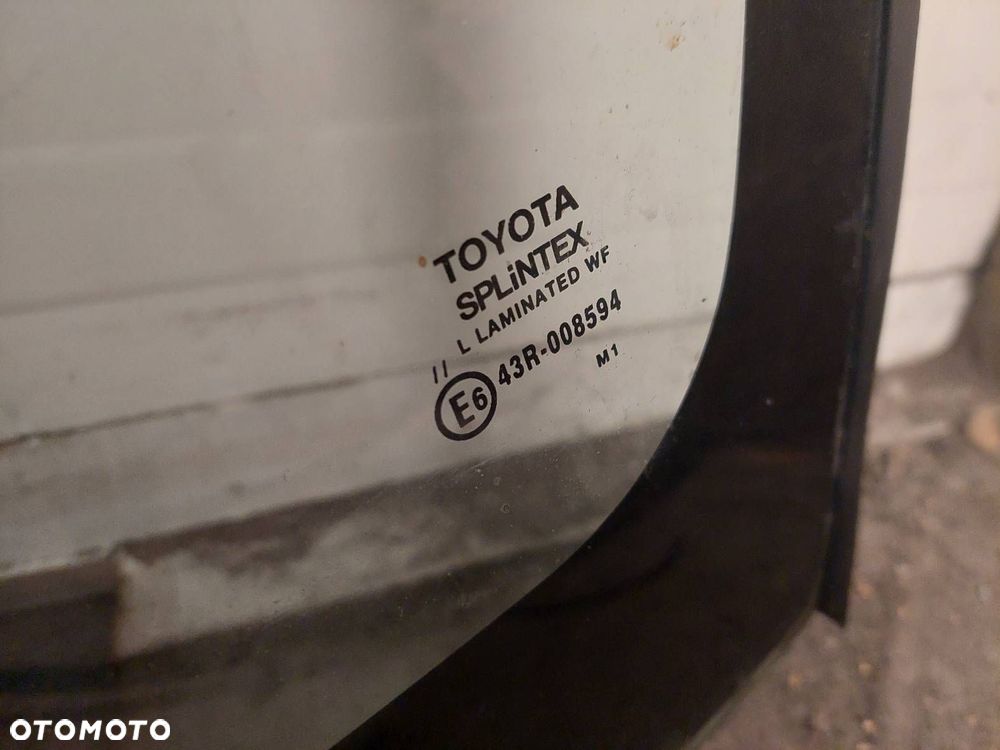 TOYOTA
SPLiNTEX
II L LAMINATED WF
E6 43R-008594
M1
OTOMOTO